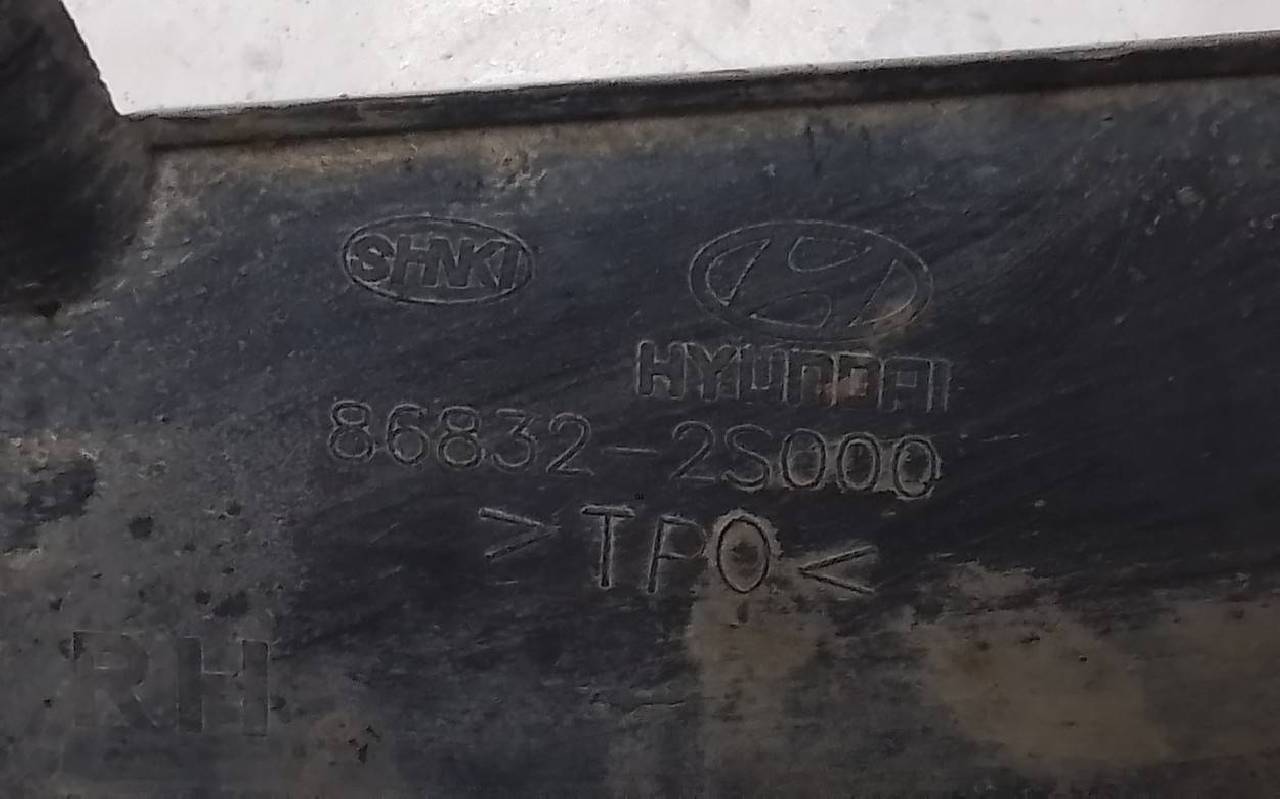 SHNKI
HYUNDAI
86832-2S000
>TPO<
RH